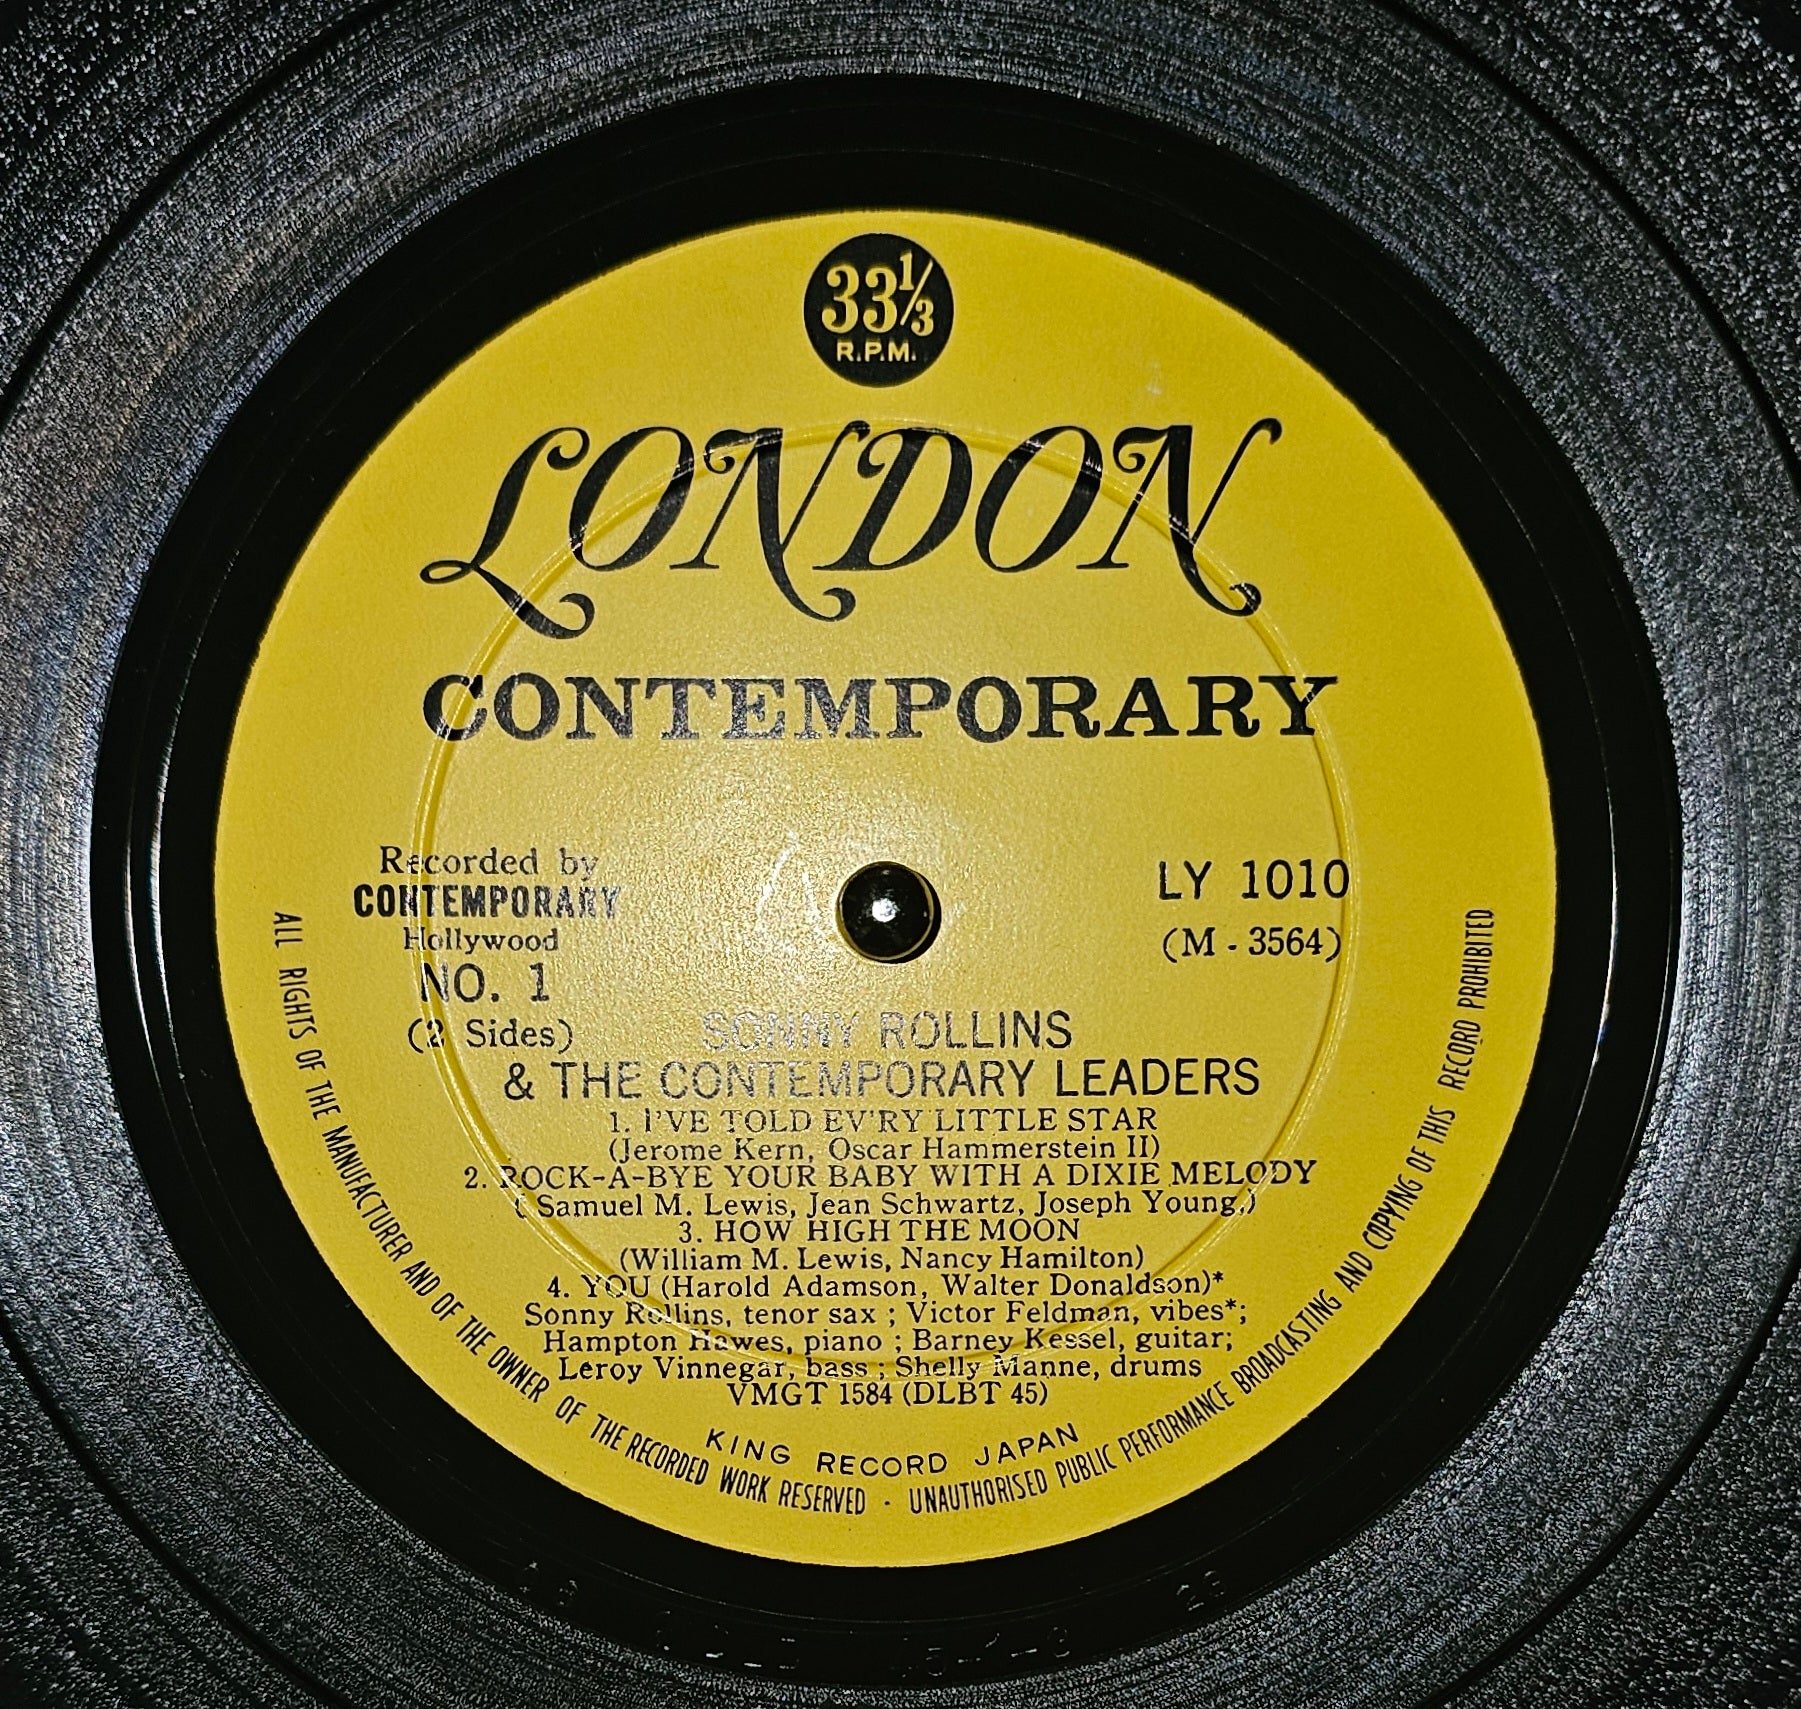 33 1/3
R.P.M.
LONDON
CONTEMPORARY
Recorded by
CONTEMPORARY
Hollywood
NO. 1
(2 Sides)
LY 1010
(M - 3564)
SONNY ROLLINS
& THE CONTEMPORARY LEADERS
1. I'VE TOLD EV'RY LITTLE STAR
(Jerome Kern, Oscar Hammerstein II)
2. ROCK-A-BYE YOUR BABY WITH A DIXIE MELODY
( Samuel M. Lewis, Jean Schwartz, Joseph Young,)
3. HOW HIGH THE MOON
(William M. Lewis, Nancy Hamilton)
4. YOU (Harold Adamson, Walter Donaldson)*
Sonny Rollins, tenor sax ; Victor Feldman, vibes*;
Hampton Hawes, piano ; Barney Kessel, guitar;
Leroy Vinnegar, bass ; Shelly Manne, drums
VMGT 1584 (DLBT 45)
KING RECORD JAPAN
ALL RIGHTS OF THE MANUFACTURER AND OF THE OWNER OF THE RECORDED WORK RESERVED · UNAUTHORISED PUBLIC PERFORMANCE BROADCASTING AND COPYING OF THIS RECORD PROHIBITED